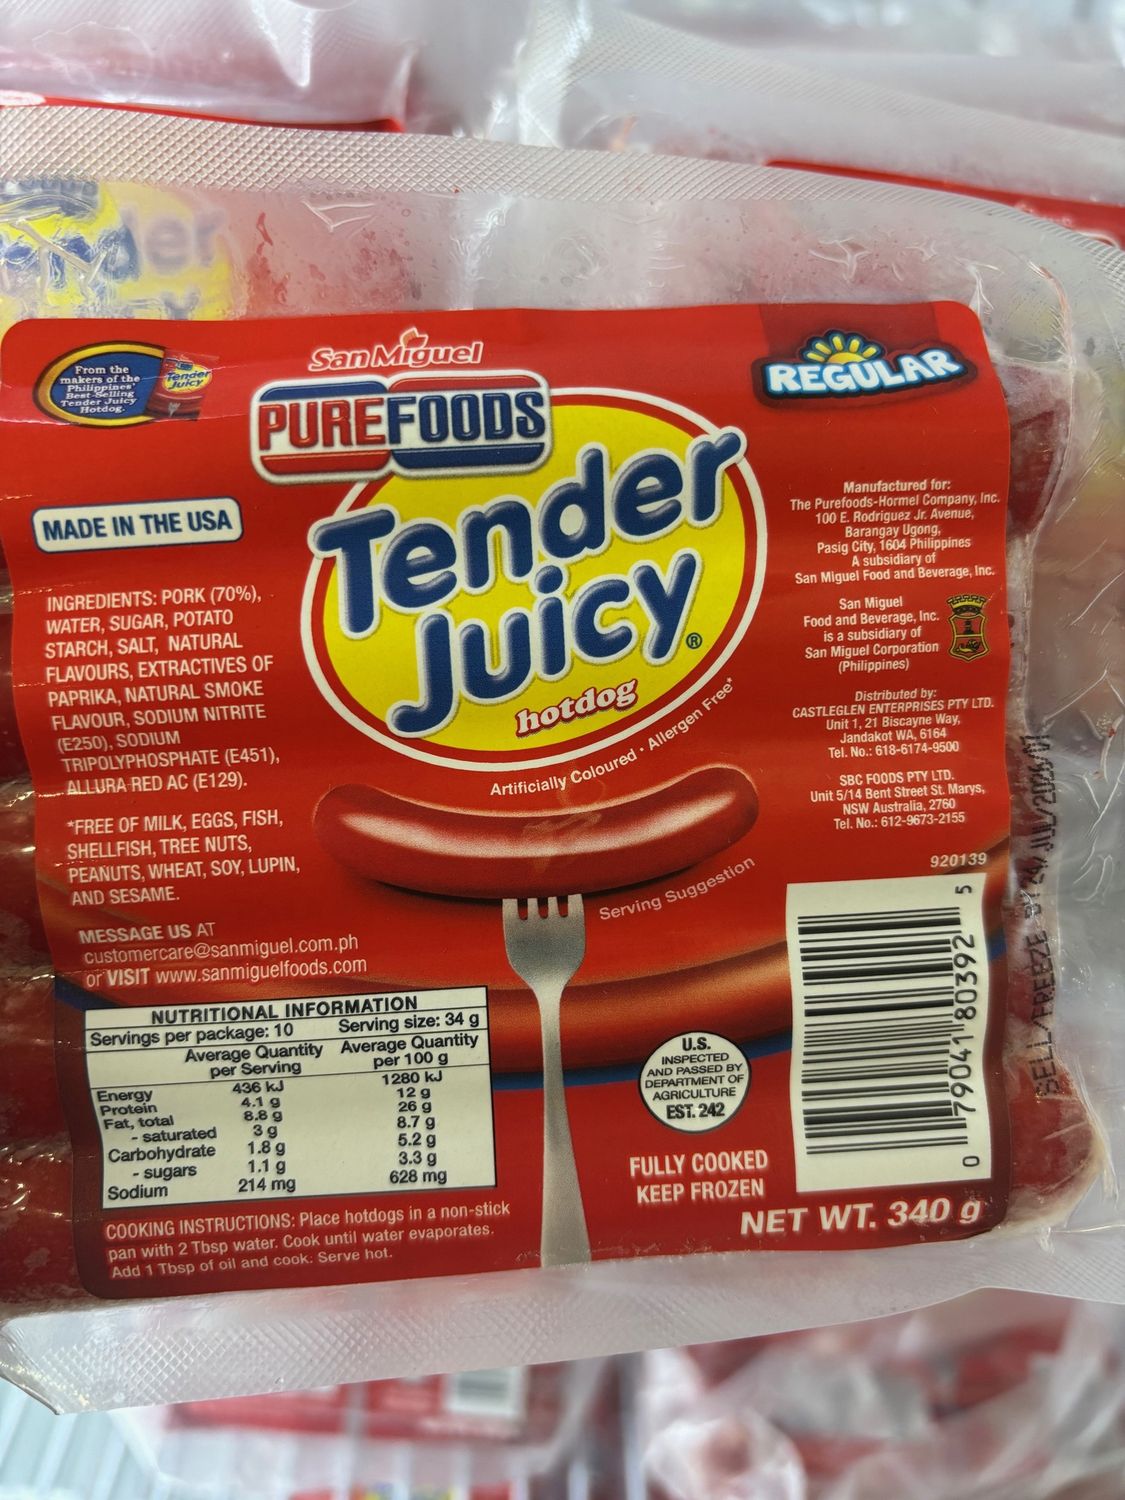 From the
makers of the
Philippines'
Best-Selling
Tender Juicy
Hotdog.
Tender
Juicy
San Miguel
PUREFOODS
Tender
Juicy®
hotdog
Artificially Coloured • Allergen Free*
REGULAR
MADE IN THE USA
INGREDIENTS: PORK (70%),
WATER, SUGAR, POTATO
STARCH, SALT, NATURAL
FLAVOURS, EXTRACTIVES OF
PAPRIKA, NATURAL SMOKE
FLAVOUR, SODIUM NITRITE
(E250), SODIUM
TRIPOLYPHOSPHATE (E451),
ALLURA RED AC (E129).
*FREE OF MILK, EGGS, FISH,
SHELLFISH, TREE NUTS,
PEANUTS, WHEAT, SOY, LUPIN,
AND SESAME.
MESSAGE US AT
customercare@sanmiguel.com.ph
or VISIT www.sanmiguelfoods.com
NUTRITIONAL INFORMATION
Servings per package: 10 Serving size: 34 g
Average Quantity Average Quantity
per Serving per 100 g
Energy 436 kJ 1280 kJ
Protein 4.1 g 12 g
Fat, total 8.8 g 26 g
- saturated 3 g 8.7 g
Carbohydrate 1.8 g 5.2 g
- sugars 1.1 g 3.3 g
Sodium 214 mg 628 mg
COOKING INSTRUCTIONS: Place hotdogs in a non-stick
pan with 2 Tbsp water. Cook until water evaporates.
Add 1 Tbsp of oil and cook. Serve hot.
Serving Suggestion
Manufactured for:
The Purefoods-Hormel Company, Inc.
100 E. Rodriguez Jr. Avenue,
Barangay Ugong,
Pasig City, 1604 Philippines
A subsidiary of
San Miguel Food and Beverage, Inc.
San Miguel
Food and Beverage, Inc.
is a subsidiary of
San Miguel Corporation
(Philippines)
Distributed by:
CASTLEGLEN ENTERPRISES PTY LTD.
Unit 1, 21 Biscayne Way,
Jandakot WA, 6164
Tel. No.: 618-6174-9500
SBC FOODS PTY LTD.
Unit 5/14 Bent Street St. Marys,
NSW Australia, 2760
Tel. No.: 612-9673-2155
920139
0 79041 80392 5
U.S.
INSPECTED
AND PASSED BY
DEPARTMENT OF
AGRICULTURE
EST. 242
FULLY COOKED
KEEP FROZEN
NET WT. 340 g
SELL/FREEZE BY